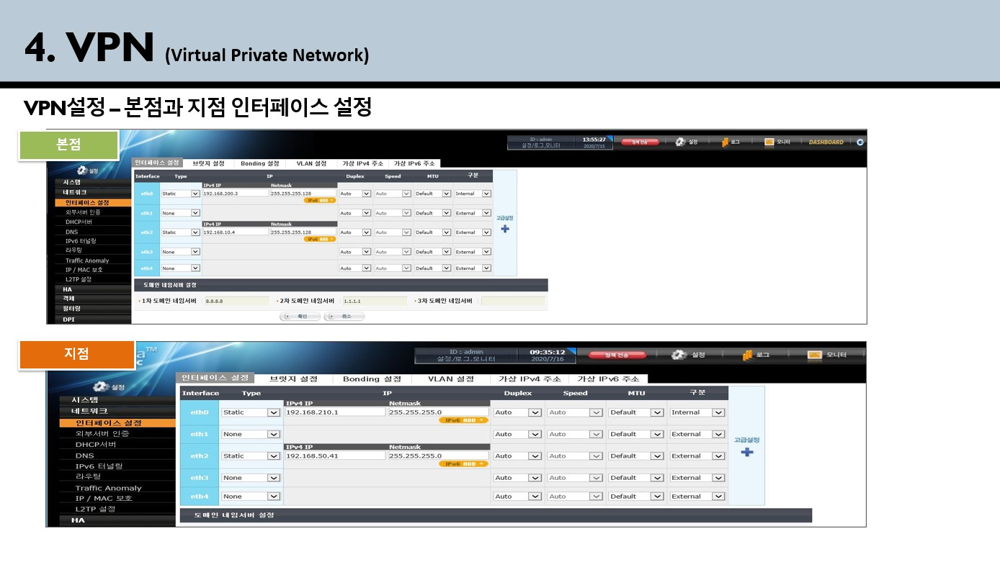 4. VPN (Virtual Private Network)
VPN설정 – 본점과 지점 인터페이스 설정
본점
ID : admin
설정/로그,모니터
13:55:27
2020/7/15
정책 전송
설정
로그
모니터
DASHBOARD
설정
시스템
네트워크
인터페이스 설정
외부서버 인증
DHCP서버
DNS
IPv6 터널링
라우팅
Traffic Anomaly
IP / MAC 보호
L2TP 설정
HA
객체
필터링
DPI
인터페이스 설정 브릿지 설정 Bonding 설정 VLAN 설정 가상 IPv4 주소 가상 IPv6 주소
Interface Type IP Duplex Speed MTU 구분
IPv4 IP Netmask
eth0 Static 192.168.200.3 255.255.255.128 Auto Auto Default Internal
IPv6 ADD +
eth1 None Auto Auto Default External
IPv4 IP Netmask
eth2 Static 192.168.10.4 255.255.255.128 Auto Auto Default External
IPv6 ADD +
eth3 None Auto Auto Default External
eth4 None Auto Auto Default External
고급설정
도메인 네임서버 설정
• 1차 도메인 네임서버 8.8.8.8 • 2차 도메인 네임서버 1.1.1.1 • 3차 도메인 네임서버
확인 취소
지점
a™
c
ID : admin
설정/로그,모니터
09:35:12
2020/7/16
정책 전송
설정
로그
모니터
설정
시스템
네트워크
인터페이스 설정
외부서버 인증
DHCP서버
DNS
IPv6 터널링
라우팅
Traffic Anomaly
IP / MAC 보호
L2TP 설정
HA
인터페이스 설정 브릿지 설정 Bonding 설정 VLAN 설정 가상 IPv4 주소 가상 IPv6 주소
Interface Type IP Duplex Speed MTU 구분
IPv4 IP Netmask
eth0 Static 192.168.210.1 255.255.255.0 Auto Auto Default Internal
IPv6 ADD +
eth1 None Auto Auto Default External
IPv4 IP Netmask
eth2 Static 192.168.50.41 255.255.255.0 Auto Auto Default External
IPv6 ADD +
eth3 None Auto Auto Default External
eth4 None Auto Auto Default External
고급설정
도메인 네임서버 설정